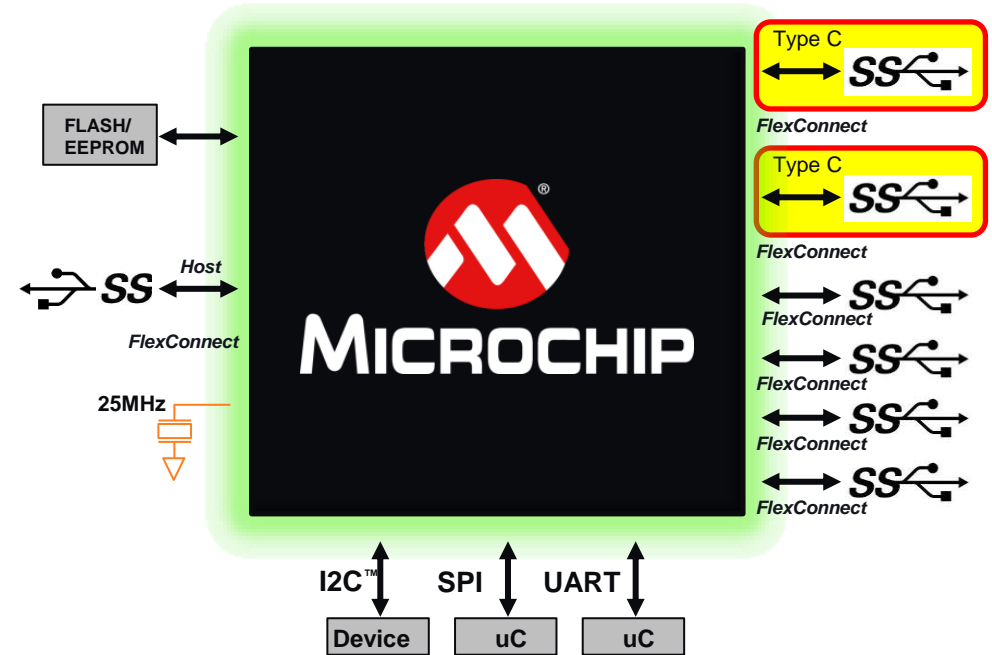 Type C
SS
FlexConnect
FLASH/
EEPROM
Type C
SS
FlexConnect
®
MICROCHIP
SS
Host
FlexConnect
25MHz
SS
FlexConnect
SS
FlexConnect
SS
FlexConnect
SS
FlexConnect
I2C™
SPI
UART
Device
uC
uC